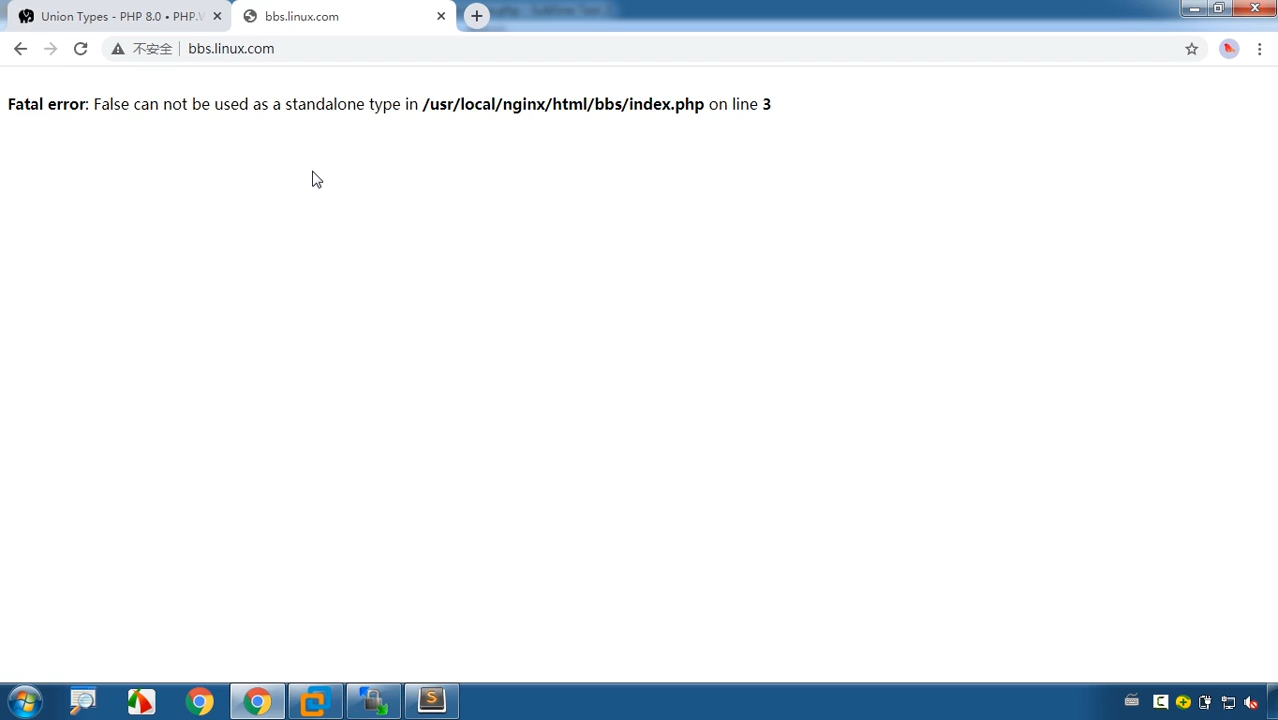 Union Types - PHP 8.0 • PHP.V
bbs.linux.com
不安全 bbs.linux.com
Fatal error: False can not be used as a standalone type in /usr/local/nginx/html/bbs/index.php on line 3